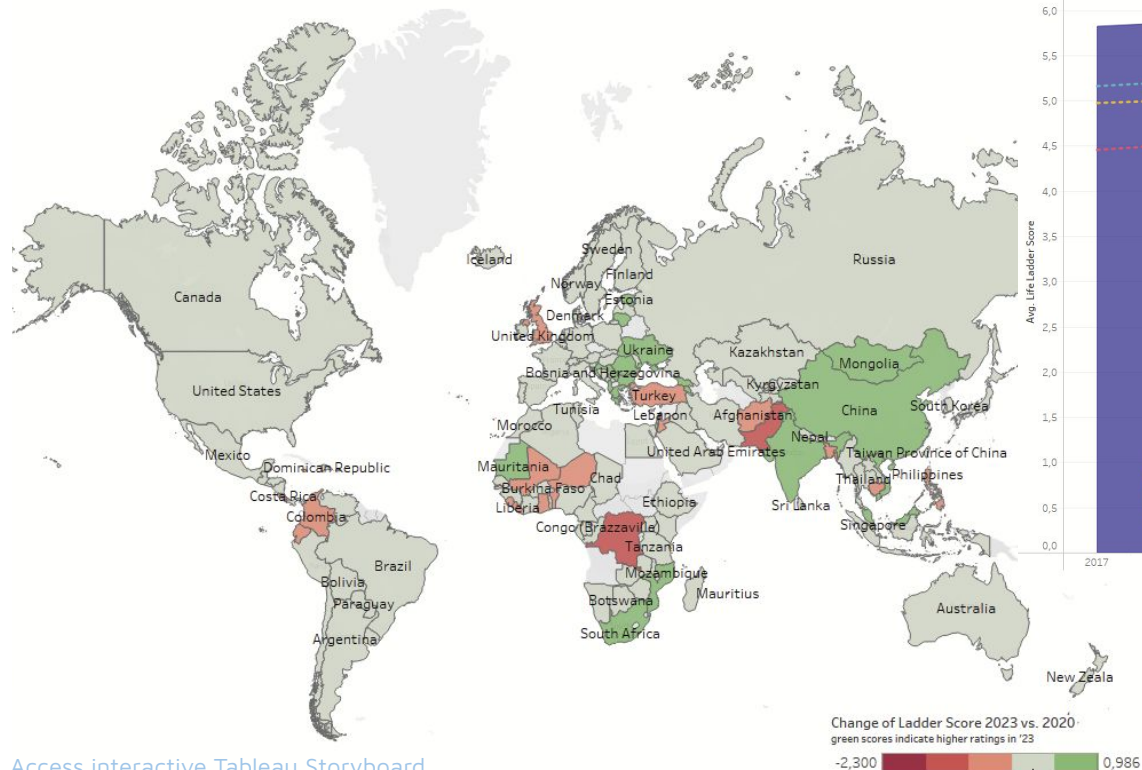 6,0
5,5
5,0
4,5
4,0
3,5
3,0
2,5
2,0
1,5
1,0
0,5
0,0
Avg. Life Ladder Score
2017
Iceland
Sweden
Finland
Norway
Estonia
Russia
Canada
Denmark
United Kingdom
Ukraine
Kazakhstan
Mongolia
Bosnia and Herzegovina
Kyrgyzstan
United States
Turkey
China
South Korea
Tunisia
Lebanon
Afghanistan
Morocco
Nepal
Mexico
United Arab Emirates
Taiwan Province of China
Dominican Republic
Mauritania
Chad
Thailand
Philippines
Costa Rica
Burkina Faso
Ethiopia
Colombia
Liberia
Sri Lanka
Congo (Brazzaville)
Singapore
Tanzania
Brazil
Mozambique
Bolivia
Mauritius
Botswana
Paraguay
Australia
South Africa
Argentina
New Zeala
Change of Ladder Score 2023 vs. 2020
green scores indicate higher ratings in '23
-2,300 0,986
Access interactive Tableau Storyboard